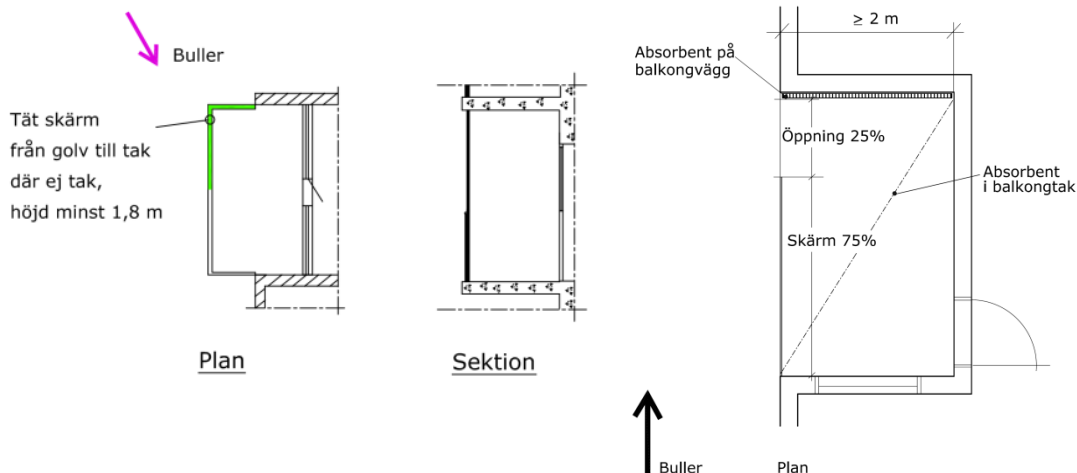 Buller
Tät skärm
från golv till tak
där ej tak,
höjd minst 1,8 m
Plan
Sektion
≥ 2 m
Absorbent på
balkongvägg
Öppning 25%
Absorbent
i balkongtak
Skärm 75%
Buller
Plan